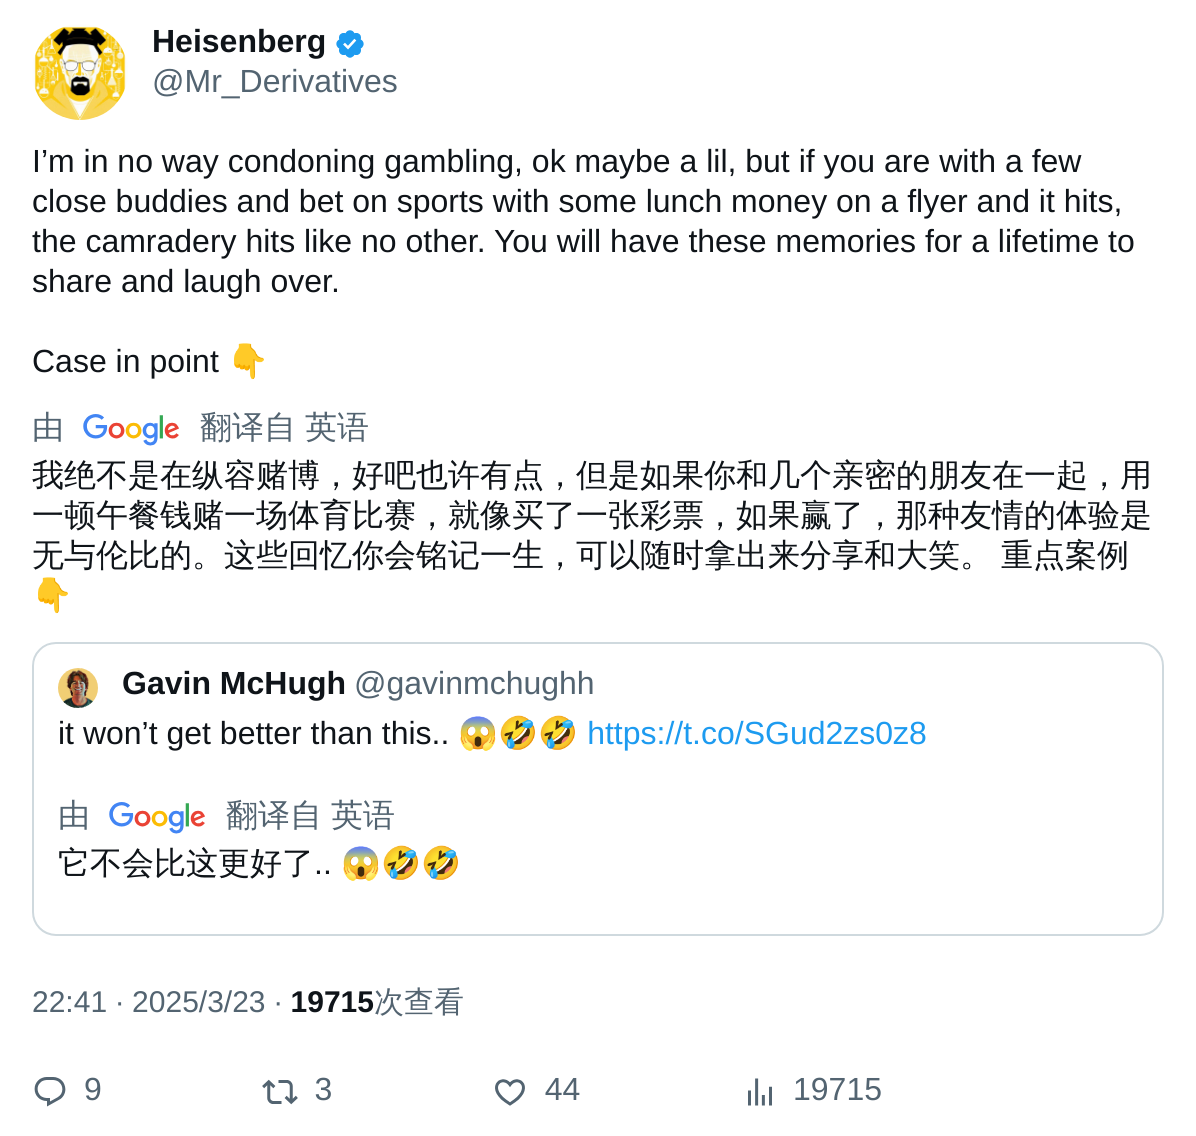 Heisenberg
@Mr_Derivatives
I’m in no way condoning gambling, ok maybe a lil, but if you are with a few
close buddies and bet on sports with some lunch money on a flyer and it hits,
the camradery hits like no other. You will have these memories for a lifetime to
share and laugh over.
Case in point 👇
由 Google 翻译自 英语
我绝不是在纵容赌博，好吧也许有点，但是如果你和几个亲密的朋友在一起，用
一顿午餐钱赌一场体育比赛，就像买了一张彩票，如果赢了，那种友情的体验是
无与伦比的。这些回忆你会铭记一生，可以随时拿出来分享和大笑。 重点案例
👇
Gavin McHugh @gavinmchughh
it won’t get better than this.. 😱🤣🤣 https://t.co/SGud2zs0z8
由 Google 翻译自 英语
它不会比这更好了.. 😱🤣🤣
22:41 · 2025/3/23 · 19715次查看
9 3 44 19715